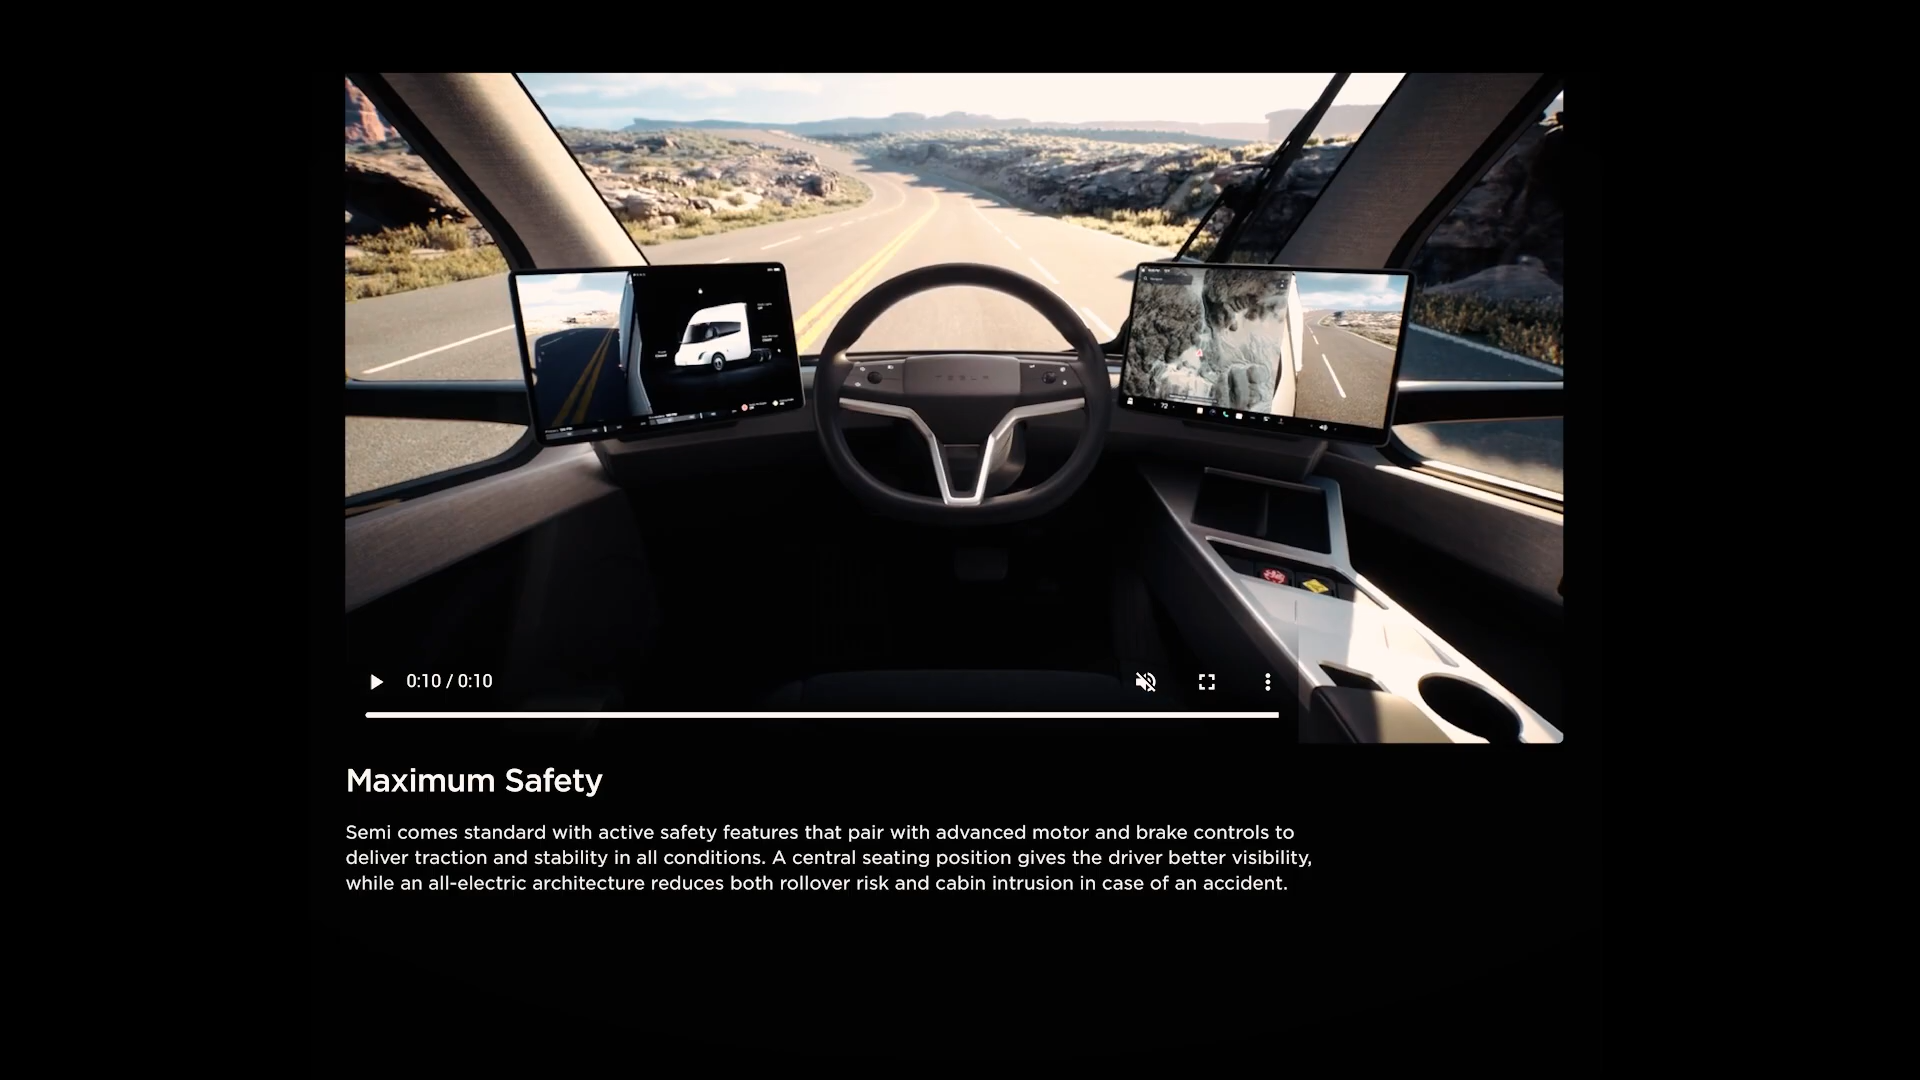 TESLA
72
0:10 / 0:10
Maximum Safety
Semi comes standard with active safety features that pair with advanced motor and brake controls to
deliver traction and stability in all conditions. A central seating position gives the driver better visibility,
while an all-electric architecture reduces both rollover risk and cabin intrusion in case of an accident.